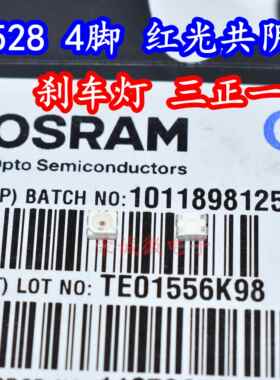 528 4脚 红光共阴
刹车灯 三正一
OSRAM
Opto Semiconductors
P) BATCH NO: 1011898125
T) LOT NO: TE01556K98